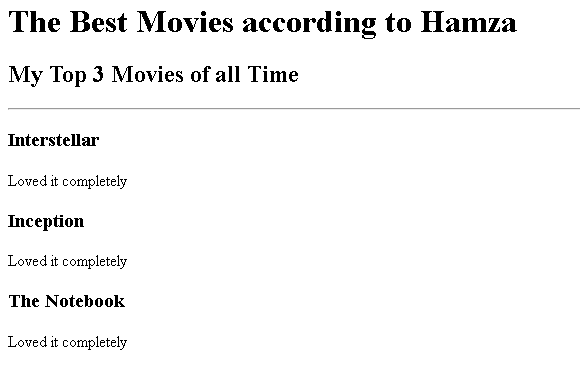 The Best Movies according to Hamza
My Top 3 Movies of all Time
Interstellar
Loved it completely
Inception
Loved it completely
The Notebook
Loved it completely